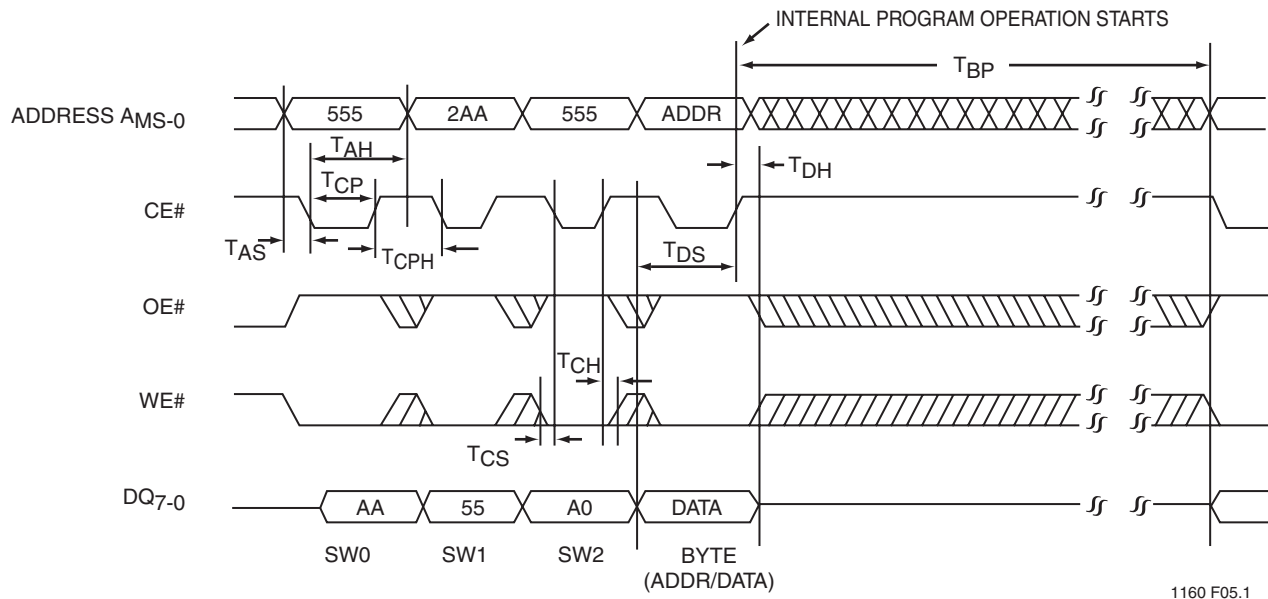 INTERNAL PROGRAM OPERATION STARTS
TBP
ADDRESS AMS-0
555
2AA
555
ADDR
TAH
TDH
TCP
CE#
TAS
TCPH
TDS
OE#
TCH
WE#
TCS
DQ7-0
AA
55
A0
DATA
SW0
SW1
SW2
BYTE
(ADDR/DATA)
1160 F05.1